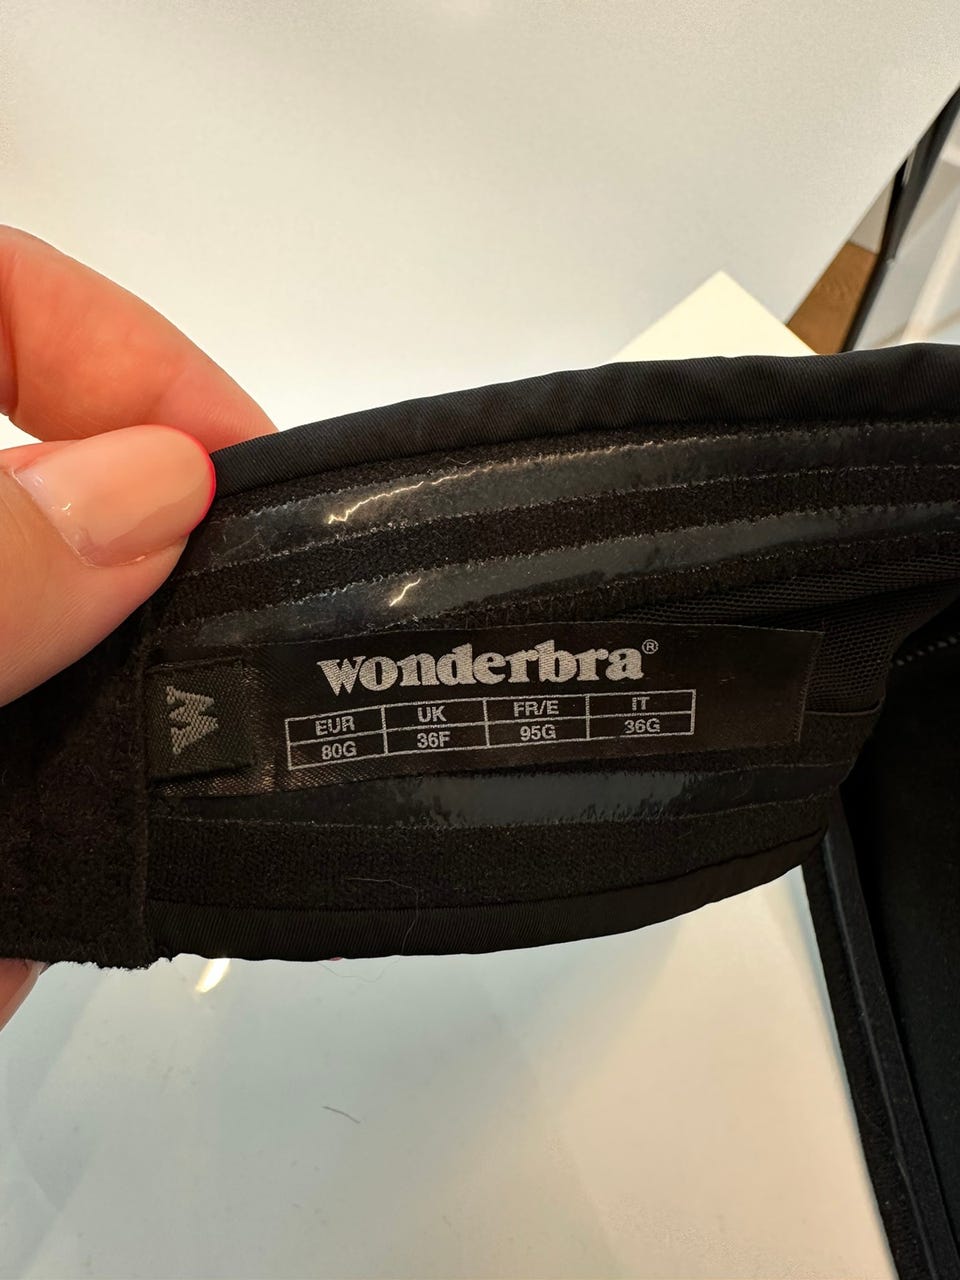 wonderbra®
EUR UK FR/E IT
80G 36F 95G 36G
W